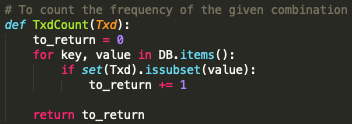 # To count the frequency of the given combination
def TxdCount(Txd):
    to_return = 0
    for key, value in DB.items():
        if set(Txd).issubset(value):
            to_return += 1

    return to_return